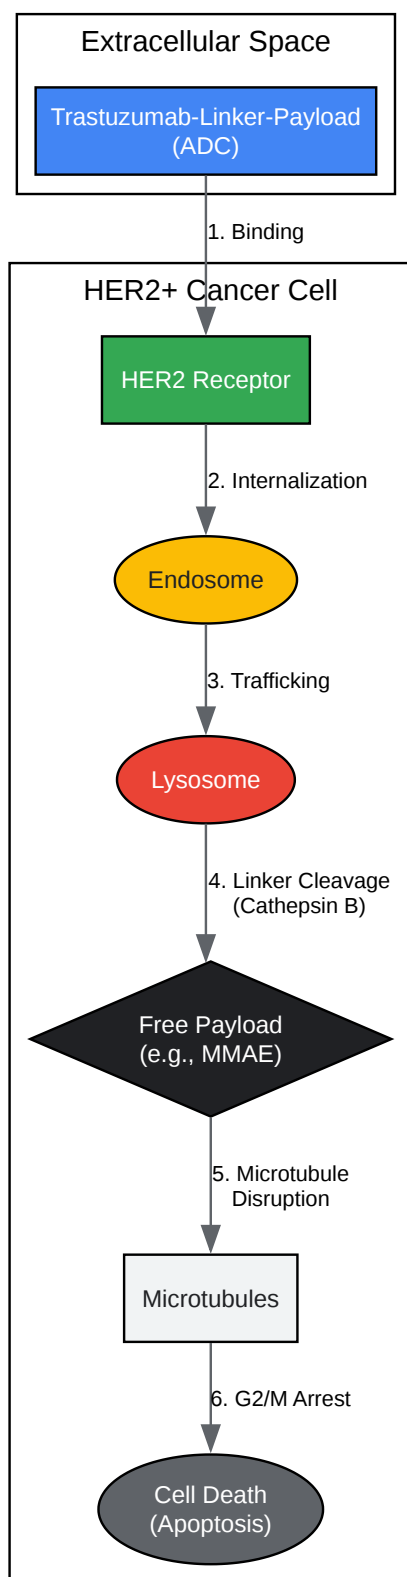 Extracellular Space
Trastuzumab-Linker-Payload
(ADC)
1. Binding
HER2+ Cancer Cell
HER2 Receptor
2. Internalization
Endosome
3. Trafficking
Lysosome
4. Linker Cleavage
(Cathepsin B)
Free Payload
(e.g., MMAE)
5. Microtubule
Disruption
Microtubules
6. G2/M Arrest
Cell Death
(Apoptosis)